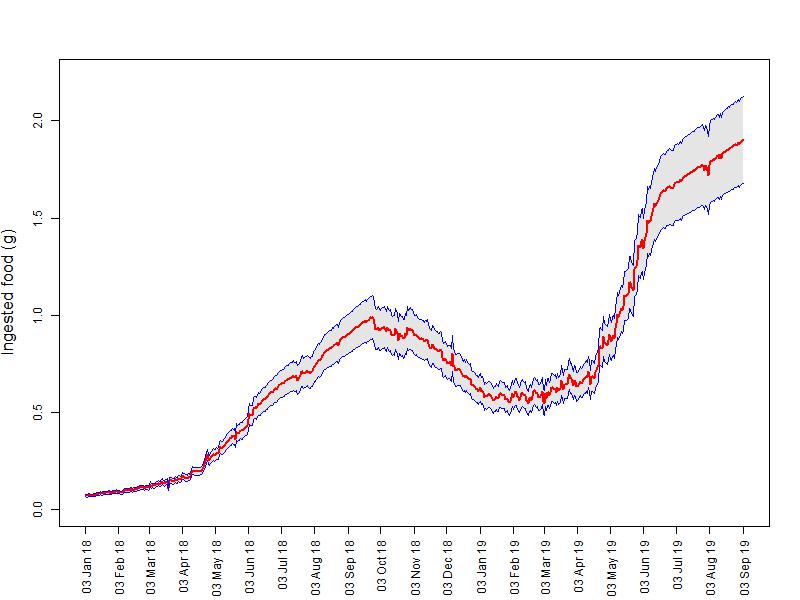 Ingested food (g)
2.0
1.5
1.0
0.5
0.0
03 Jan 18
03 Feb 18
03 Mar 18
03 Apr 18
03 May 18
03 Jun 18
03 Jul 18
03 Aug 18
03 Sep 18
03 Oct 18
03 Nov 18
03 Dec 18
03 Jan 19
03 Feb 19
03 Mar 19
03 Apr 19
03 May 19
03 Jun 19
03 Jul 19
03 Aug 19
03 Sep 19